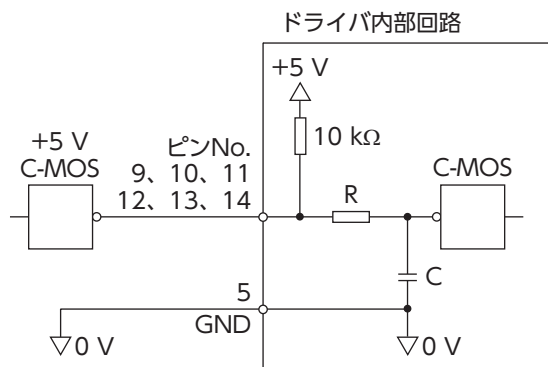 ドライバ内部回路
+5 V
10 kΩ
+5 V
C-MOS
ピンNo.
9、10、11
12、13、14
R
C-MOS
C
5
GND
0 V
0 V